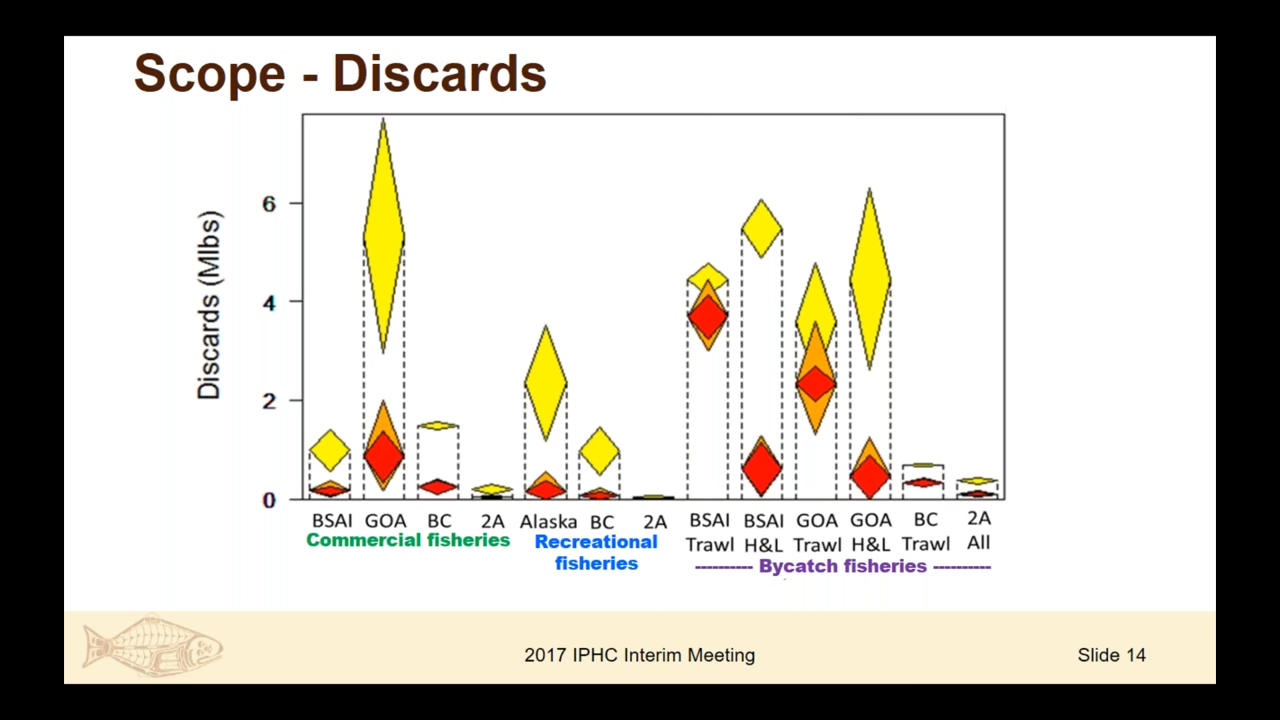 Scope - Discards
Discards (Mlbs)
6
4
2
0
BSAI GOA BC 2A Alaska BC 2A BSAI Trawl BSAI H&L GOA Trawl GOA H&L BC Trawl 2A All
Commercial fisheries
Recreational
fisheries
---------- Bycatch fisheries ----------
2017 IPHC Interim Meeting
Slide 14